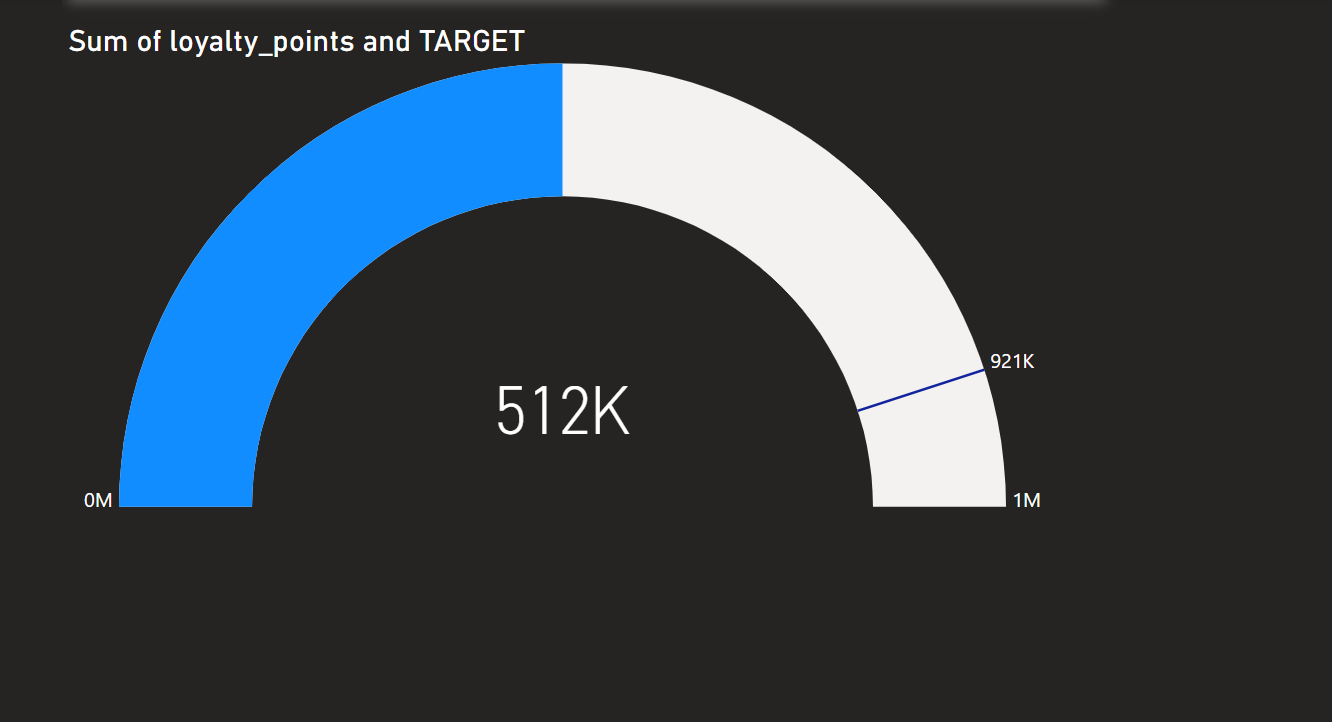 Sum of loyalty_points and TARGET
921K
512K
0M
1M